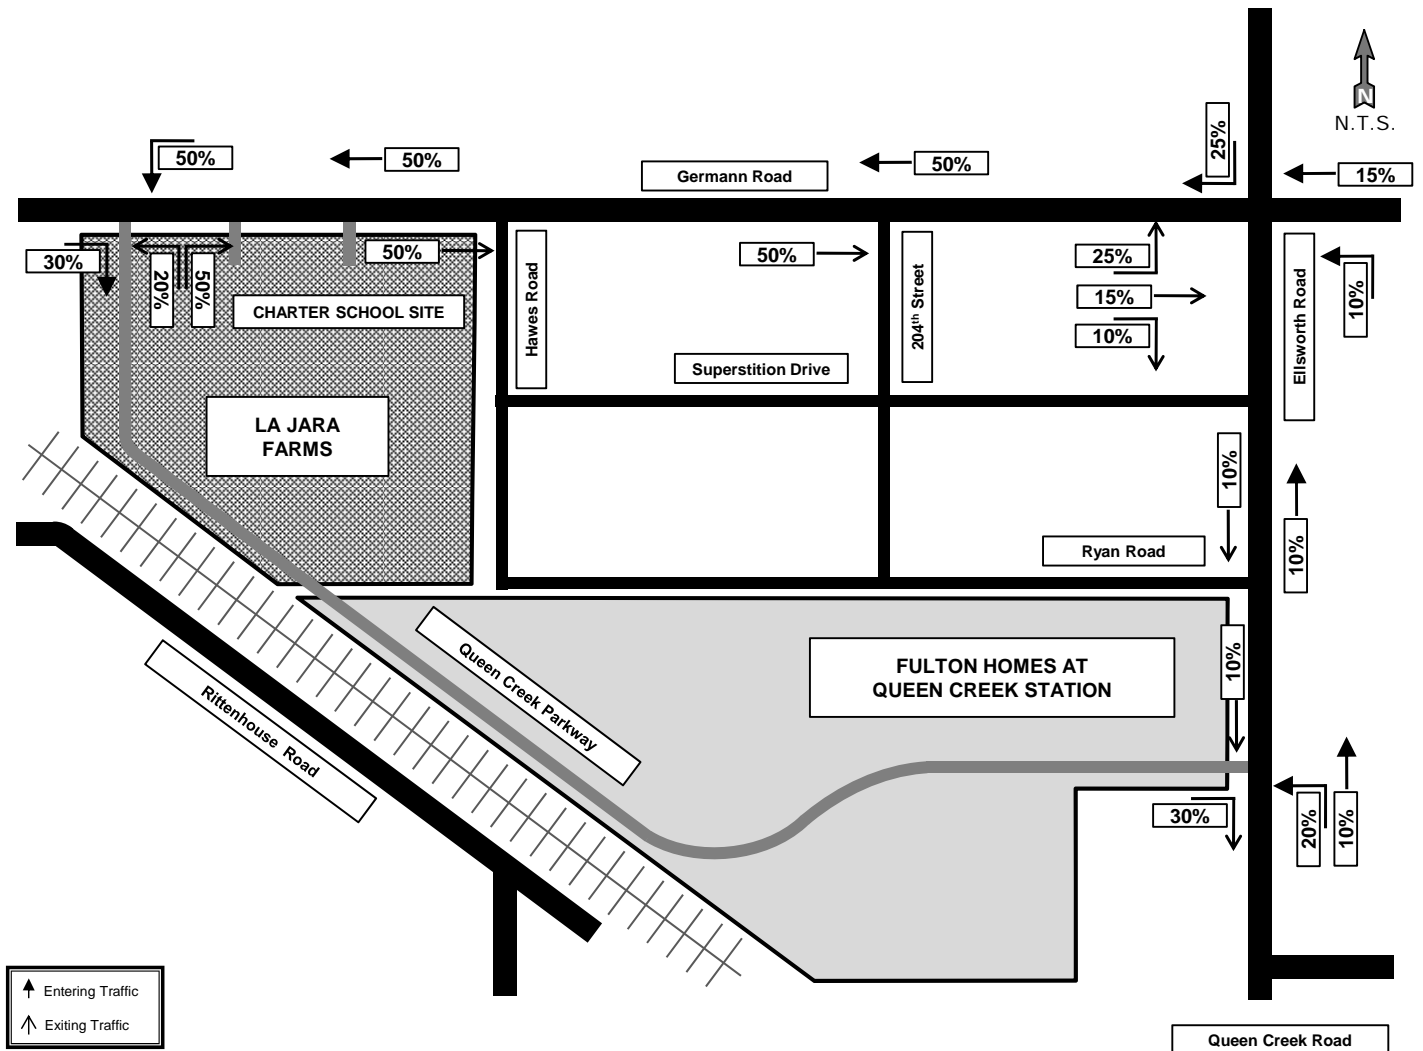 N
N.T.S.
25%
50%
50%
50%
15%
Germann Road
30%
20%
50%
50%
CHARTER SCHOOL SITE
Hawes Road
50%
204th Street
25%
15%
10%
Ellsworth Road
10%
Superstition Drive
LA JARA
FARMS
10%
10%
Ryan Road
Queen Creek Parkway
Rittenhouse Road
FULTON HOMES AT
QUEEN CREEK STATION
10%
30%
20%
10%
Entering Traffic
Exiting Traffic
Queen Creek Road